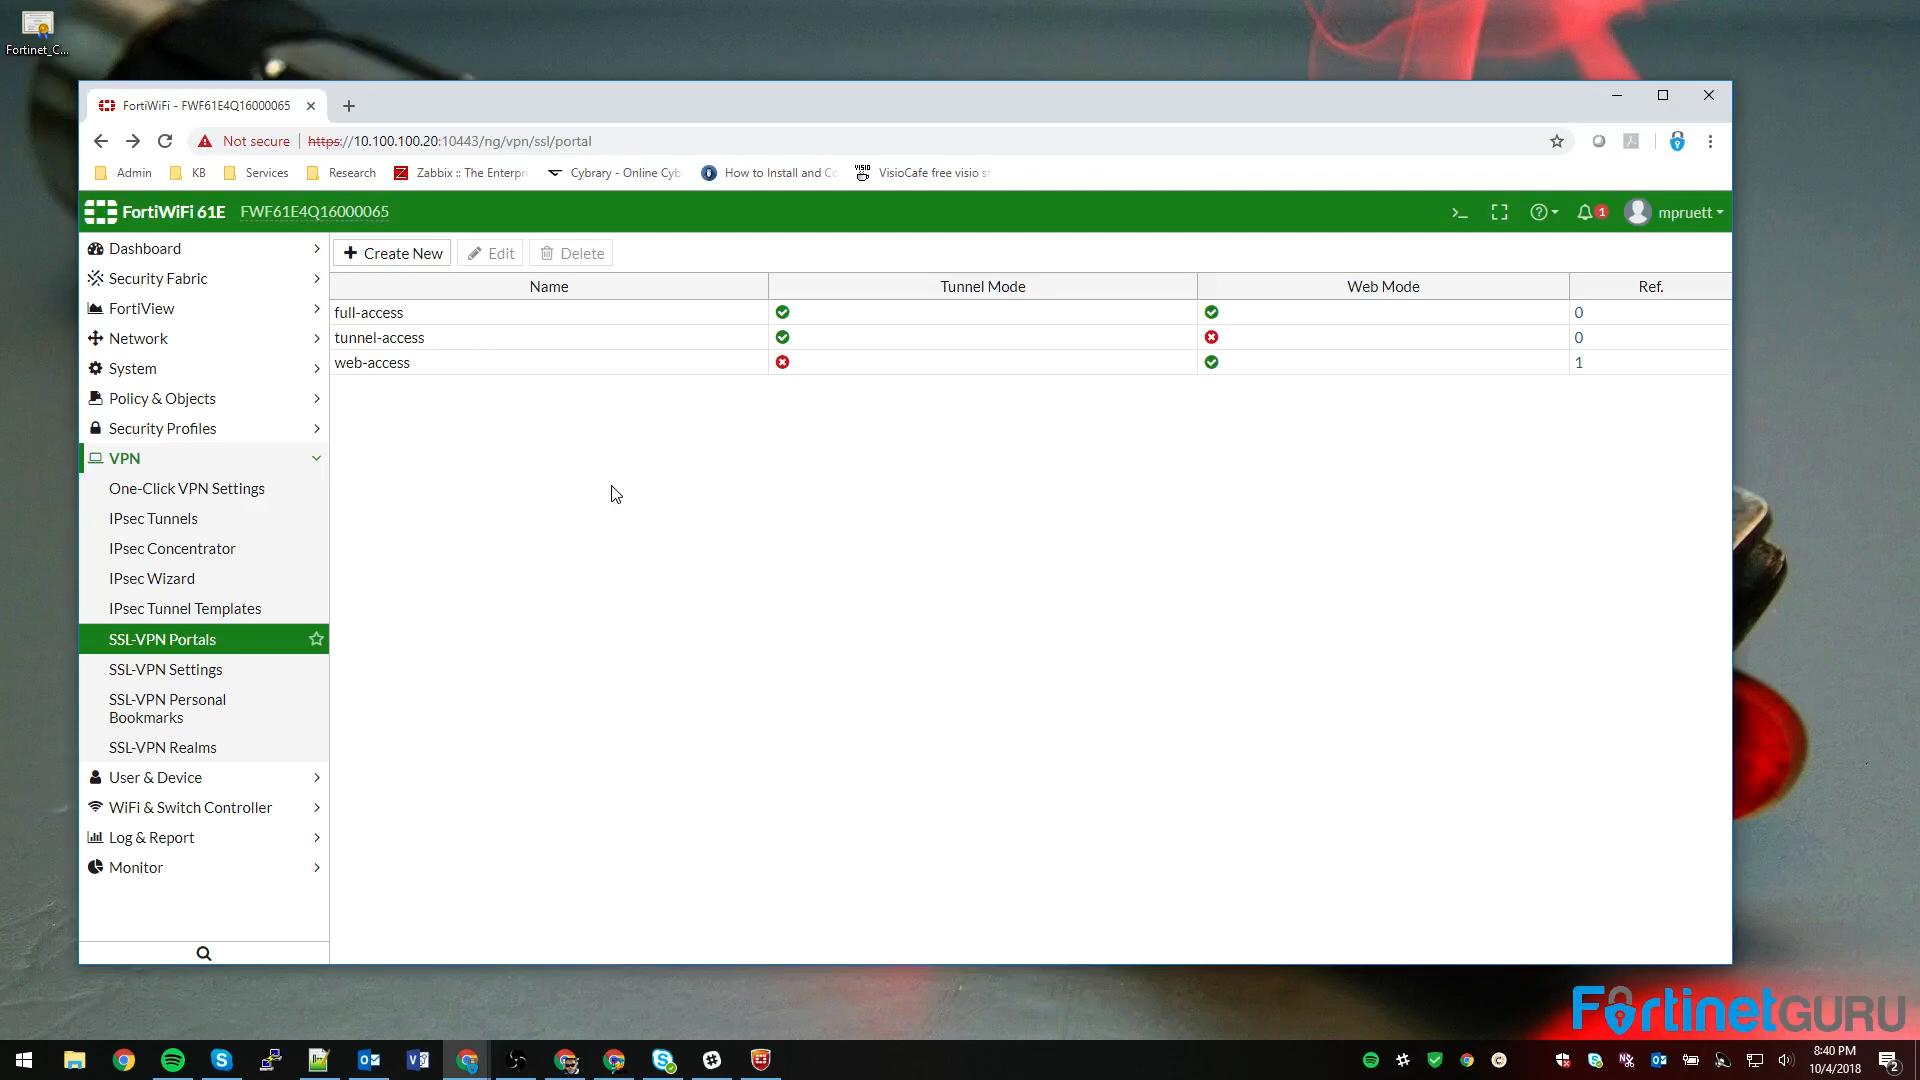 Fortinet_C...
FortiWiFi - FWF61E4Q16000065
Not secure
https://10.100.100.20:10443/ng/vpn/ssl/portal
Admin
KB
Services
Research
Zabbix :: The Enterpr
Cybrary - Online Cyb
How to Install and Co
VISIO
VisioCafe free visio st
FortiWiFi 61E
FWF61E4Q16000065
1
mpruett
Dashboard
Security Fabric
FortiView
Network
System
Policy & Objects
Security Profiles
VPN
One-Click VPN Settings
IPsec Tunnels
IPsec Concentrator
IPsec Wizard
IPsec Tunnel Templates
SSL-VPN Portals
SSL-VPN Settings
SSL-VPN Personal
Bookmarks
SSL-VPN Realms
User & Device
WiFi & Switch Controller
Log & Report
Monitor
Create New
Edit
Delete
Name Tunnel Mode Web Mode Ref.
full-access 0
tunnel-access 0
web-access 1
FortinetGURU
8:40 PM
10/4/2018
2